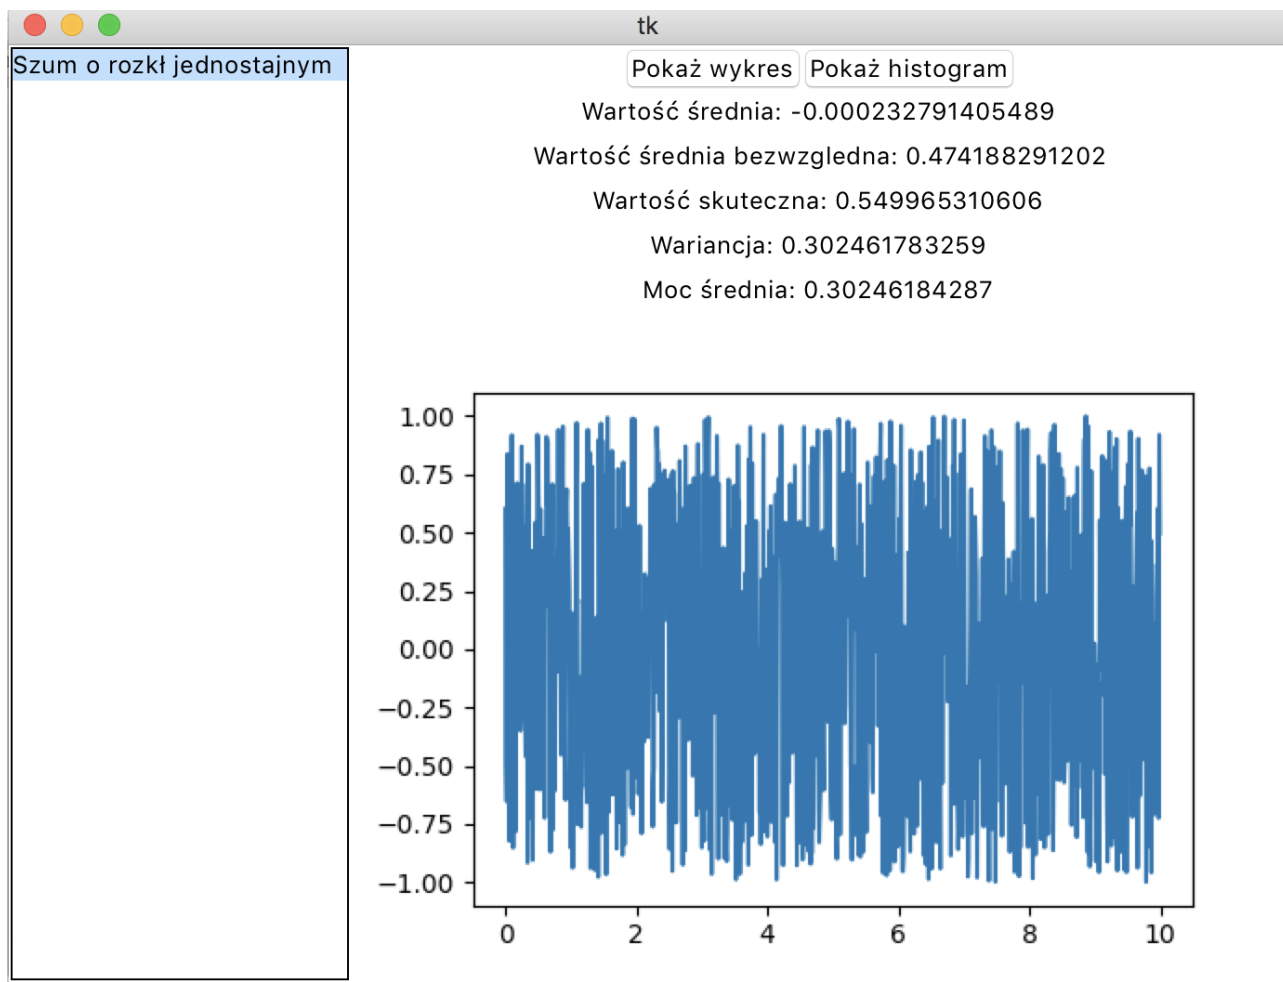 tk
Szum o rozkł jednostajnym
Pokaż wykres Pokaż histogram
Wartość średnia: -0.000232791405489
Wartość średnia bezwzgledna: 0.474188291202
Wartość skuteczna: 0.549965310606
Wariancja: 0.302461783259
Moc średnia: 0.30246184287
1.00
0.75
0.50
0.25
0.00
−0.25
−0.50
−0.75
−1.00
0 2 4 6 8 10